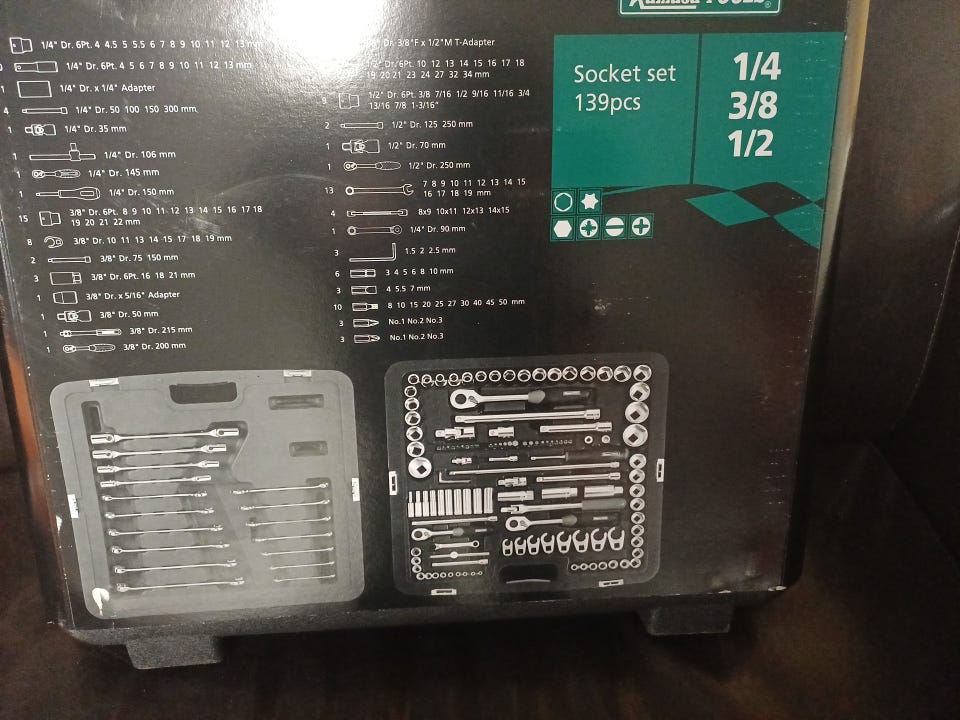 1/4" Dr. 6Pt. 4 4.5 5 5.5 6 7 8 9 10 11 12 13 mm
1/4" Dr. 6Pt. 4 5 6 7 8 9 10 11 12 13 mm
1 1/4" Dr. x 1/4" Adapter
4 1/4" Dr. 50 100 150 300 mm
1 1/4" Dr. 35 mm
1 1/4" Dr. 106 mm
1 1/4" Dr. 145 mm
1 1/4" Dr. 150 mm
15 3/8" Dr. 6Pt. 8 9 10 11 12 13 14 15 16 17 18
19 20 21 22 mm
8 3/8" Dr. 10 11 13 14 15 17 18 19 mm
2 3/8" Dr. 75 150 mm
3 3/8" Dr. 6Pt. 16 18 21 mm
1 3/8" Dr. x 5/16" Adapter
1 3/8" Dr. 50 mm
1 3/8" Dr. 215 mm
1 3/8" Dr. 200 mm
Dr. 3/8"F x 1/2"M T-Adapter
1/2" Dr. 6Pt. 10 12 13 14 15 16 17 18
19 20 21 23 24 27 32 34 mm
9 1/2" Dr. 6Pt. 3/8 7/16 1/2 9/16 11/16 3/4
13/16 7/8 1-3/16"
2 1/2" Dr. 125 250 mm
1 1/2" Dr. 70 mm
1 1/2" Dr. 250 mm
13 7 8 9 10 11 12 13 14 15
16 17 18 19 mm
4 8x9 10x11 12x13 14x15
1 1/4" Dr. 90 mm
3 1.5 2 2.5 mm
6 3 4 5 6 8 10 mm
3 4 5.5 7 mm
10 8 10 15 20 25 27 30 40 45 50 mm
3 No.1 No.2 No.3
3 No.1 No.2 No.3
TOOLS®
Socket set
139pcs
1/4
3/8
1/2